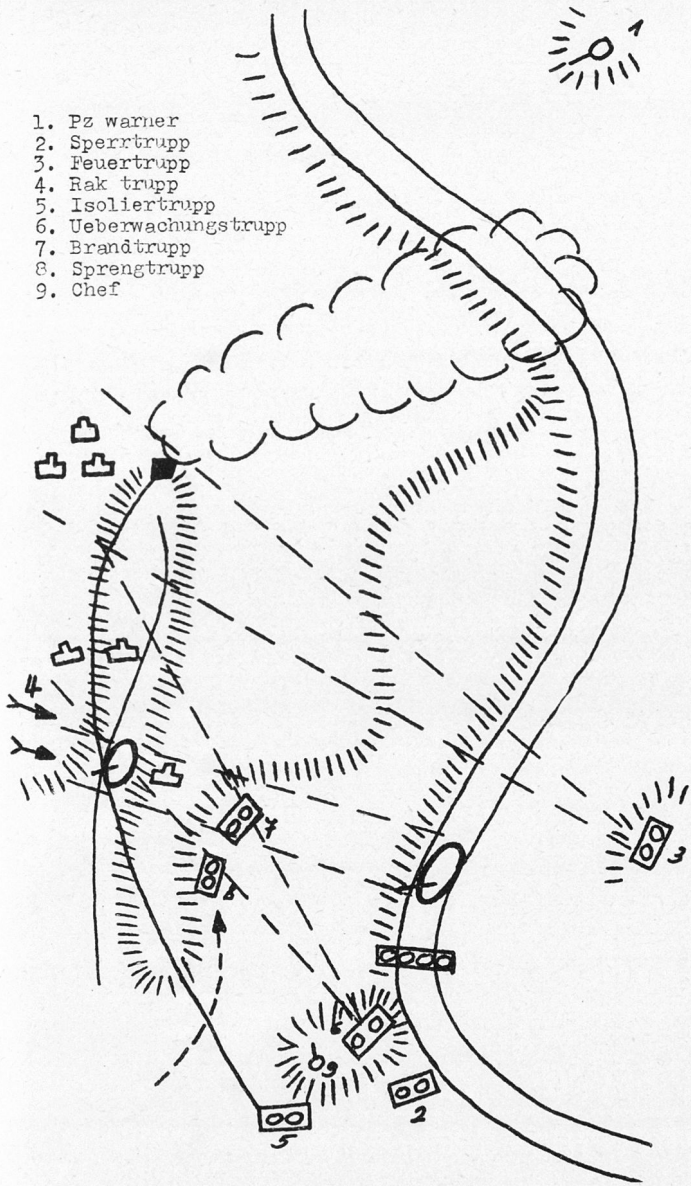 1
1. Pz warner
2. Sperrtrupp
3. Feuertrupp
4. Rak trupp
5. Isoliertrupp
6. Ueberwachungstrupp
7. Brandtrupp
8. Sprengtrupp
9. Chef
4
7
3
8
6
9
2
5